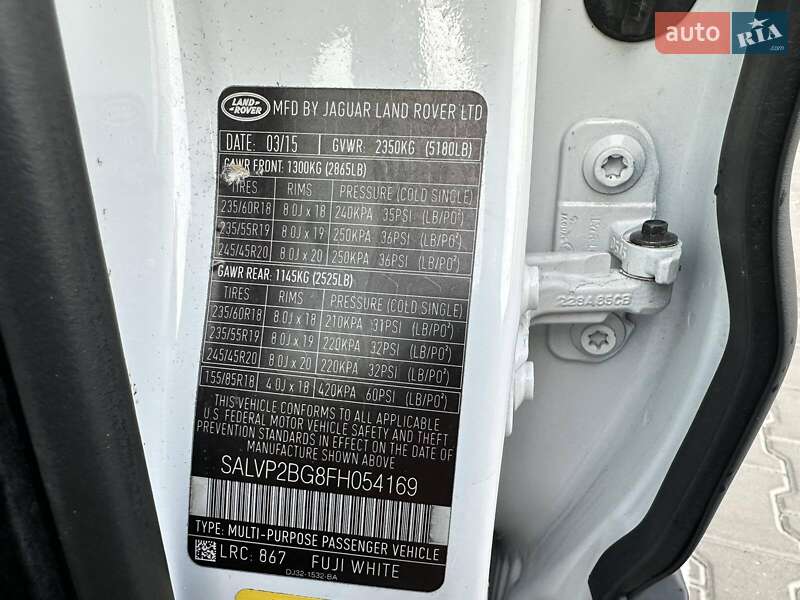 auto RIA
LAND ROVER MFD BY JAGUAR LAND ROVER LTD
DATE: 03/15 GVWR: 2350KG (5180LB)
GAWR FRONT: 1300KG (2865LB)
TIRES RIMS PRESSURE (COLD SINGLE)
235/60R18 8.0J x 18 240KPA 35PSI (LB/PO²)
235/55R19 8.0J x 19 250KPA 36PSI (LB/PO²)
245/45R20 8.0J x 20 250KPA 36PSI (LB/PO²)
GAWR REAR: 1145KG (2525LB)
TIRES RIMS PRESSURE (COLD SINGLE)
235/60R18 8.0J x 18 210KPA 31PSI (LB/PO²)
235/55R19 8.0J x 19 220KPA 32PSI (LB/PO²)
245/45R20 8.0J x 20 220KPA 32PSI (LB/PO²)
155/85R18 4.0J x 18 420KPA 60PSI (LB/PO²)
THIS VEHICLE CONFORMS TO ALL APPLICABLE
U.S. FEDERAL MOTOR VEHICLE SAFETY AND THEFT
PREVENTION STANDARDS IN EFFECT ON THE DATE
OF MANUFACTURE SHOWN ABOVE.
SALVP2BG8FH054169
TYPE: MULTI-PURPOSE PASSENGER VEHICLE
LRC: 867 FUJI WHITE
DJ32-1532-BA